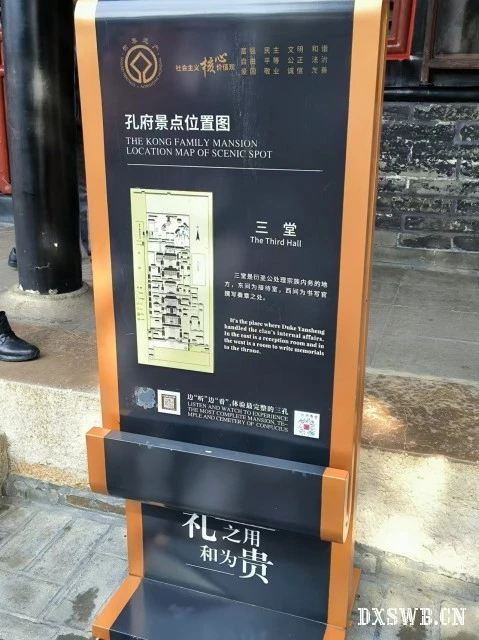 社会主义核心价值观
富强 民主 文明 和谐
自由 平等 公正 法治
爱国 敬业 诚信 友善
孔府景点位置图
THE KONG FAMILY MANSION
LOCATION MAP OF SCENIC SPOT
三 堂
The Third Hall
三堂是衍圣公处理宗族内务的地
方，东间为接待室，西间为书写官
撰写奏章之处。
It's the place where Duke Yansheng
handled the clan's internal affairs.
In the east is a reception room and in
the west is a room to write memorials
to the throne.
边"听"边"看"，体验最完整的三孔
LISTEN AND WATCH TO EXPERIENCE
THE MOST COMPLETE MANSION, TE-
MPLE AND CEMETERY OF CONFUCIUS
礼之用
和为贵
DXSWB.CN